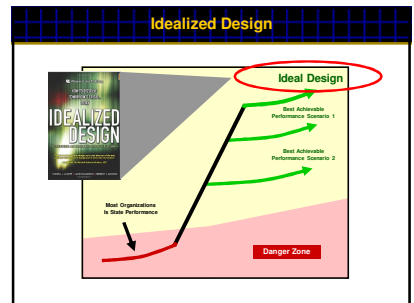 Idealized Design
Ideal Design
IDEALIZED
DESIGN
Best Achievable
Performance Scenario 1
Best Achievable
Performance Scenario 2
Most Organizations
Is State Performance
Danger Zone